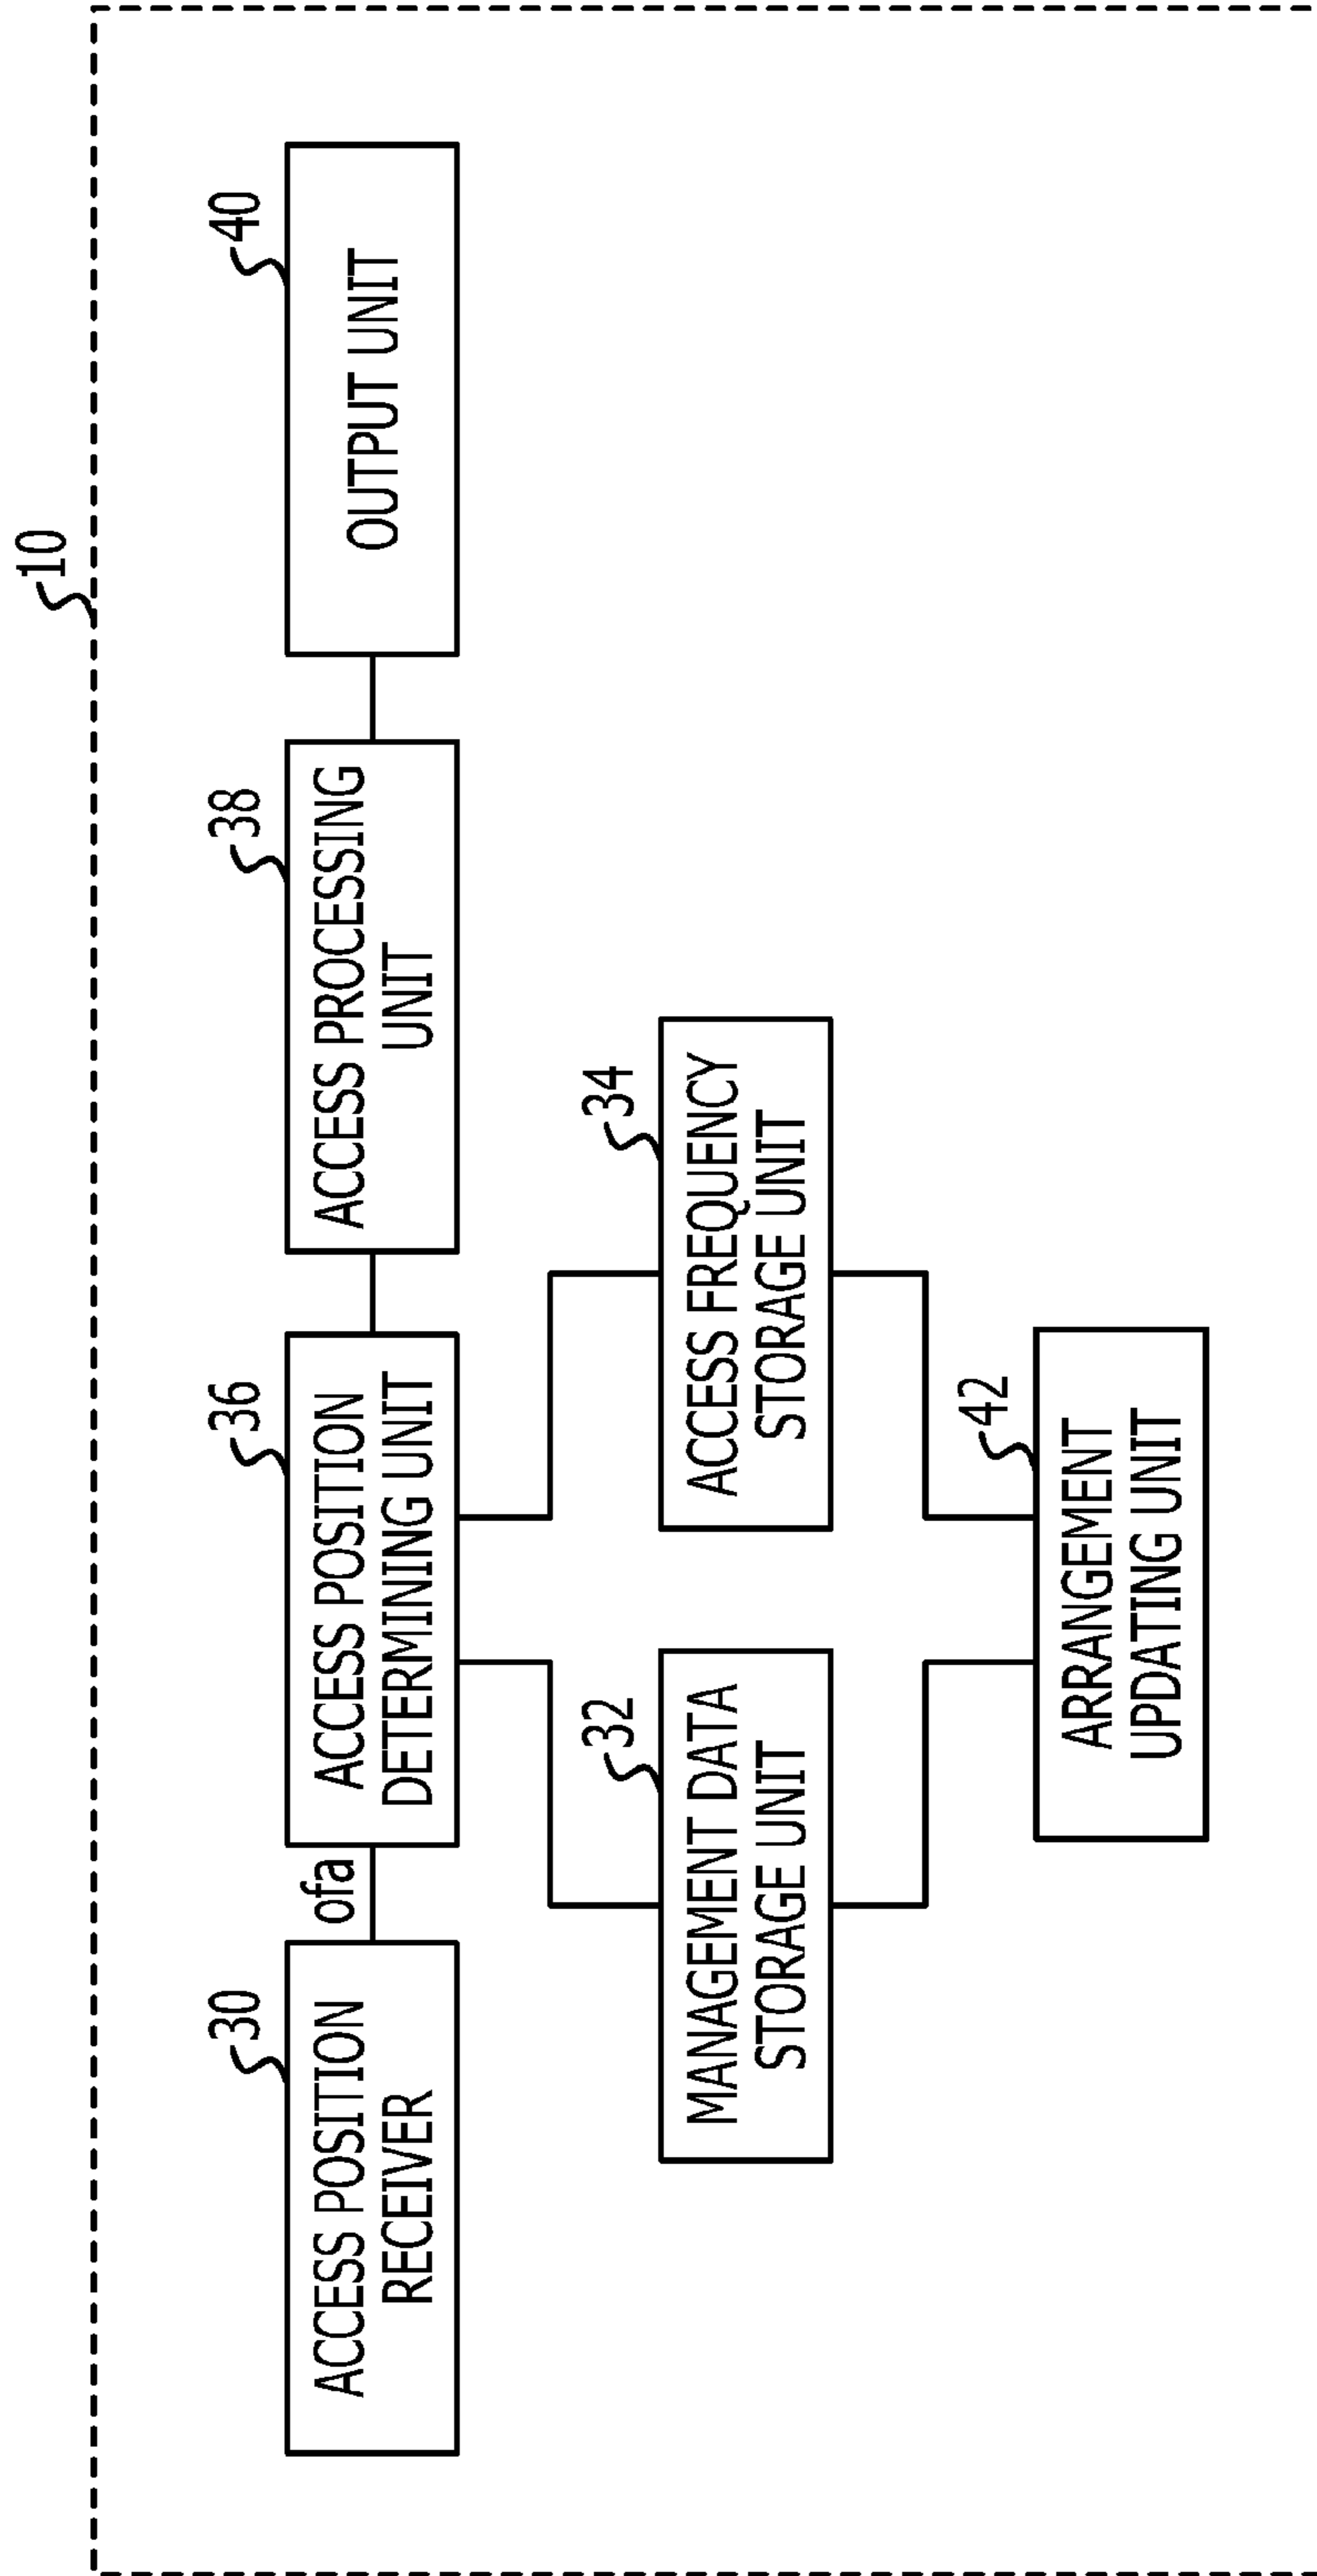 10
30
ACCESS POSITION
RECEIVER
ofa
36
ACCESS POSITION
DETERMINING UNIT
38
ACCESS PROCESSING
UNIT
40
OUTPUT UNIT
32
MANAGEMENT DATA
STORAGE UNIT
34
ACCESS FREQUENCY
STORAGE UNIT
42
ARRANGEMENT
UPDATING UNIT